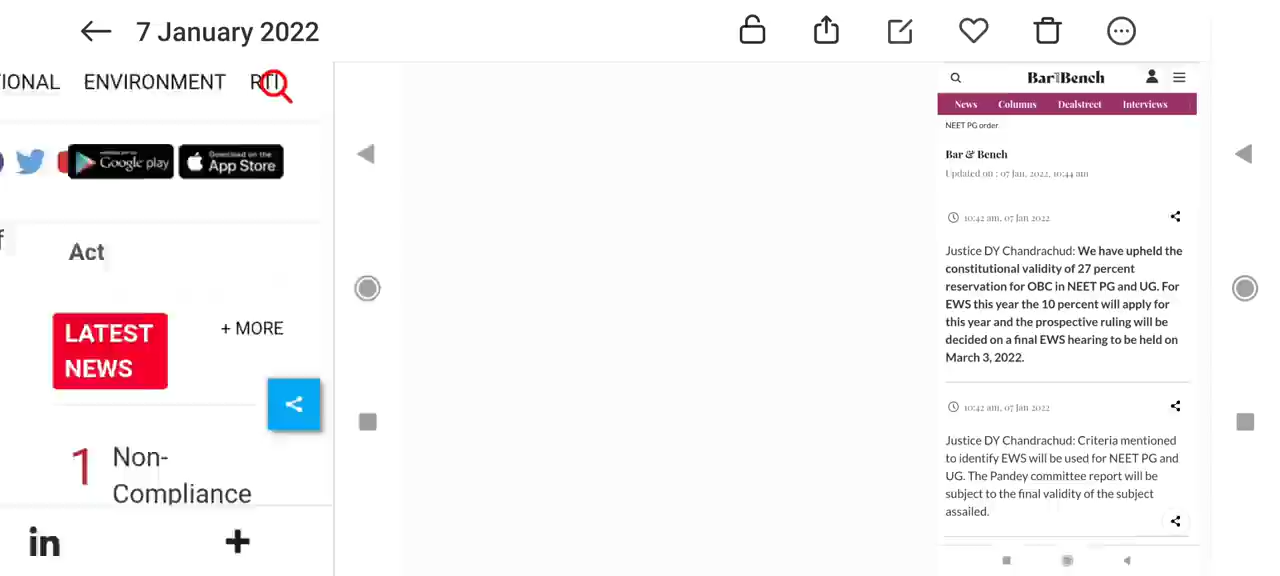 7 January 2022
IONAL ENVIRONMENT RTI
Google play
Download on the
App Store
f
Act
LATEST
NEWS
+ MORE
1 Non-
Compliance
in
Bar and Bench
News Columns Dealstreet Interviews
NEET PG order
Bar & Bench
Updated on : 07 Jan, 2022, 10:44 am
10:42 am, 07 Jan 2022
Justice DY Chandrachud: We have upheld the
constitutional validity of 27 percent
reservation for OBC in NEET PG and UG. For
EWS this year the 10 percent will apply for
this year and the prospective ruling will be
decided on a final EWS hearing to be held on
March 3, 2022.
10:42 am, 07 Jan 2022
Justice DY Chandrachud: Criteria mentioned
to identify EWS will be used for NEET PG and
UG. The Pandey committee report will be
subject to the final validity of the subject
assailed.